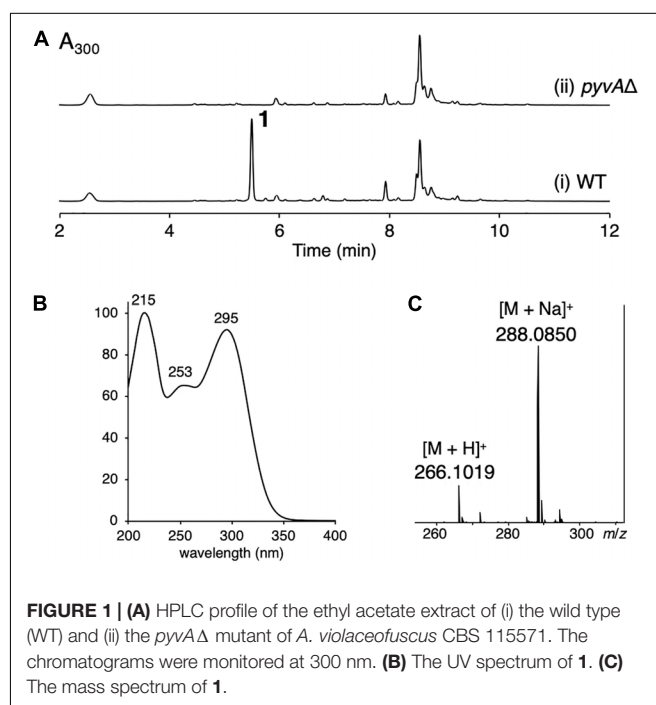 A A₃₀₀
(ii) pyvAΔ
1
(i) WT
2 4 6 8 10 12
Time (min)
B
215
295
253
100
80
60
40
20
0
200 250 300 350 400
wavelength (nm)
C
[M + Na]⁺
288.0850
[M + H]⁺
266.1019
260 280 300 m/z
FIGURE 1 | (A) HPLC profile of the ethyl acetate extract of (i) the wild type
(WT) and (ii) the pyvAΔ mutant of A. violaceofuscus CBS 115571. The
chromatograms were monitored at 300 nm. (B) The UV spectrum of 1. (C)
The mass spectrum of 1.